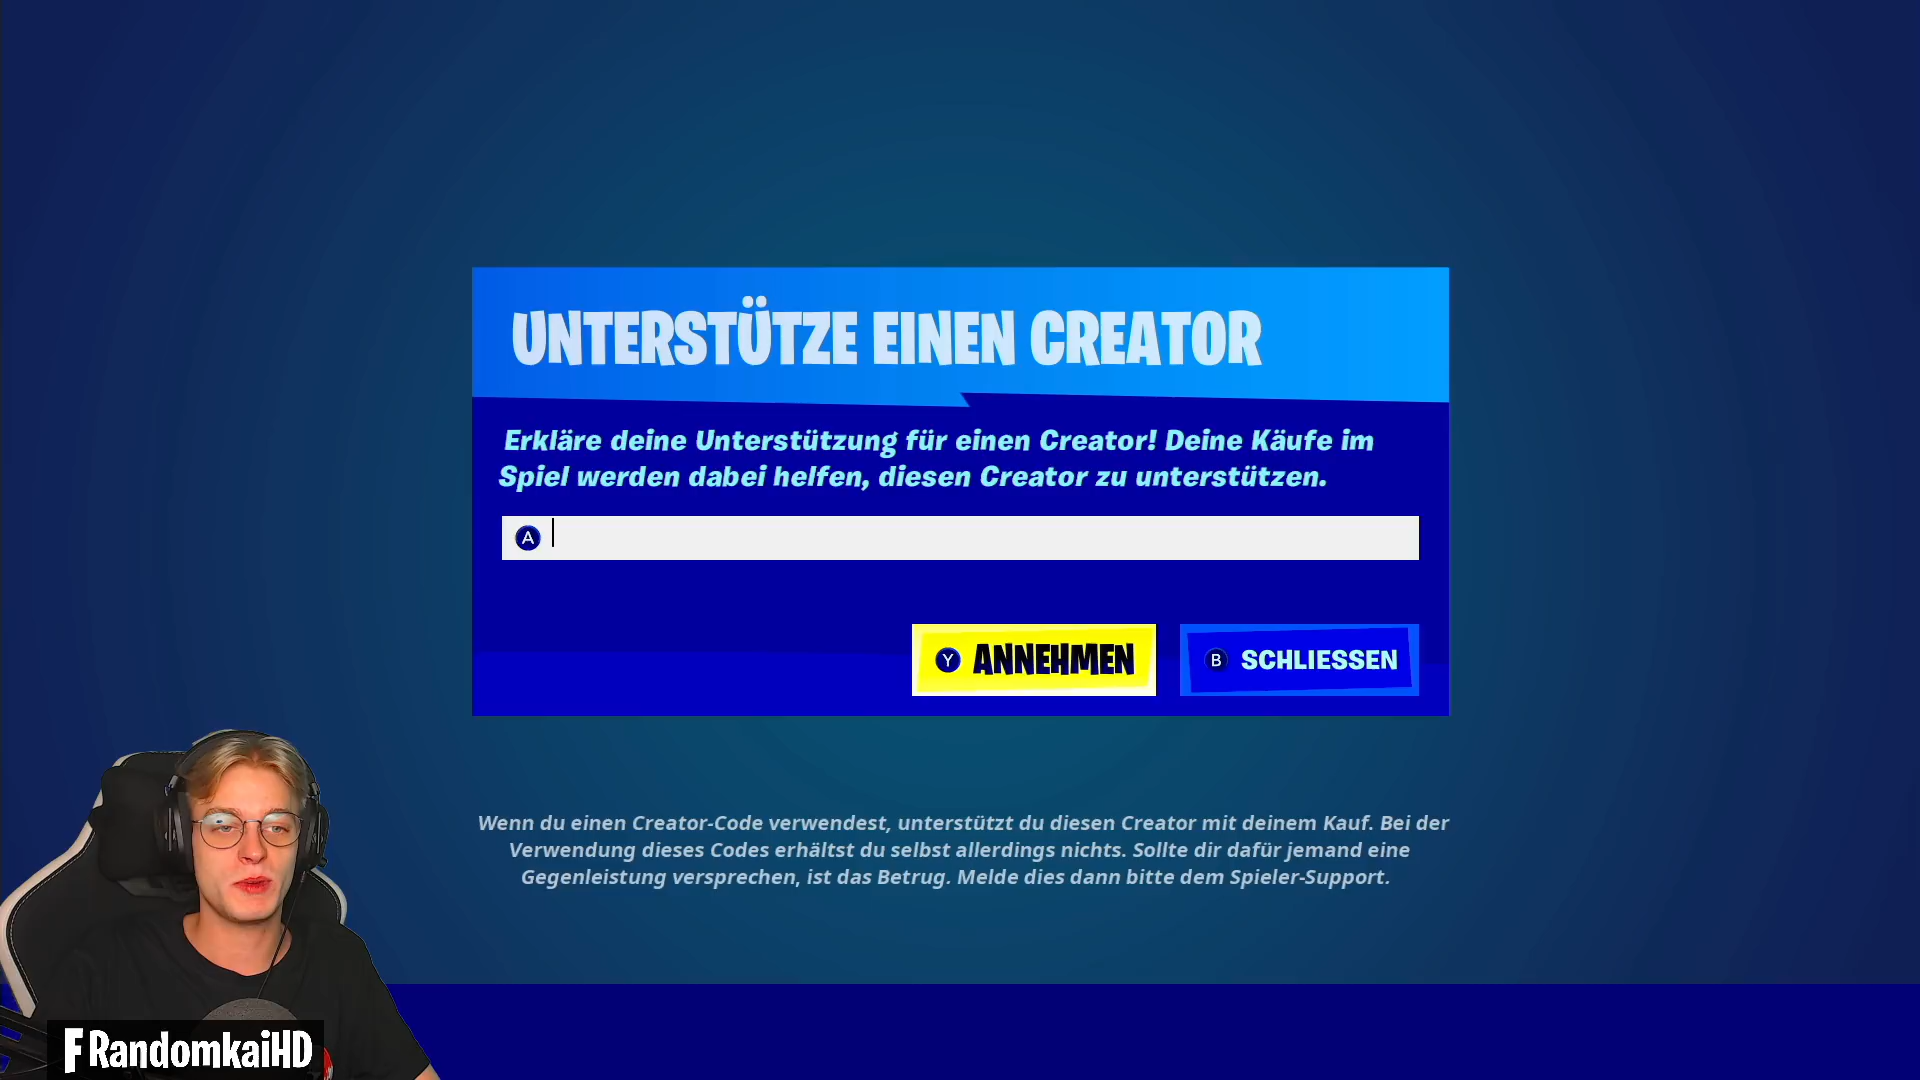 UNTERSTÜTZE EINEN CREATOR
Erkläre deine Unterstützung für einen Creator! Deine Käufe im
Spiel werden dabei helfen, diesen Creator zu unterstützen.
A
Y ANNEHMEN
B SCHLIESSEN
Wenn du einen Creator-Code verwendest, unterstützt du diesen Creator mit deinem Kauf. Bei der
Verwendung dieses Codes erhältst du selbst allerdings nichts. Sollte dir dafür jemand eine
Gegenleistung versprechen, ist das Betrug. Melde dies dann bitte dem Spieler-Support.
F RandomkaiHD